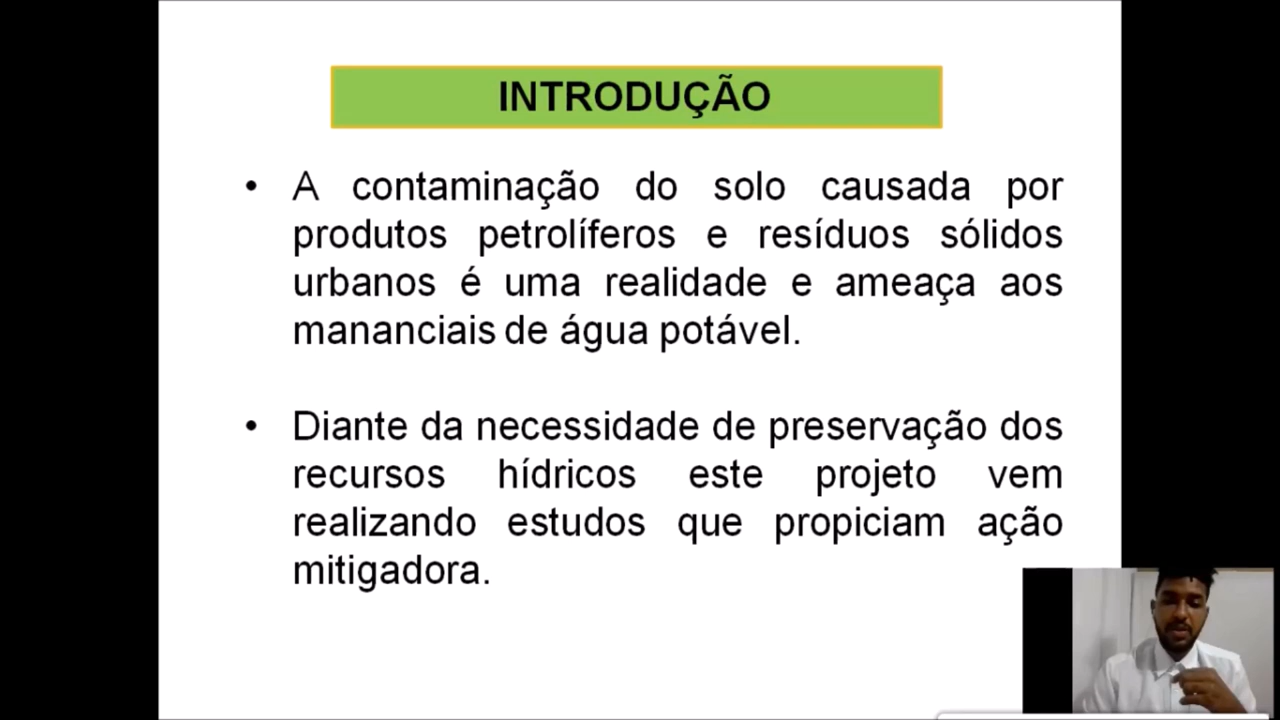 INTRODUÇÃO
• A contaminação do solo causada por
produtos petrolíferos e resíduos sólidos
urbanos é uma realidade e ameaça aos
mananciais de água potável.
• Diante da necessidade de preservação dos
recursos hídricos este projeto vem
realizando estudos que propiciam ação
mitigadora.